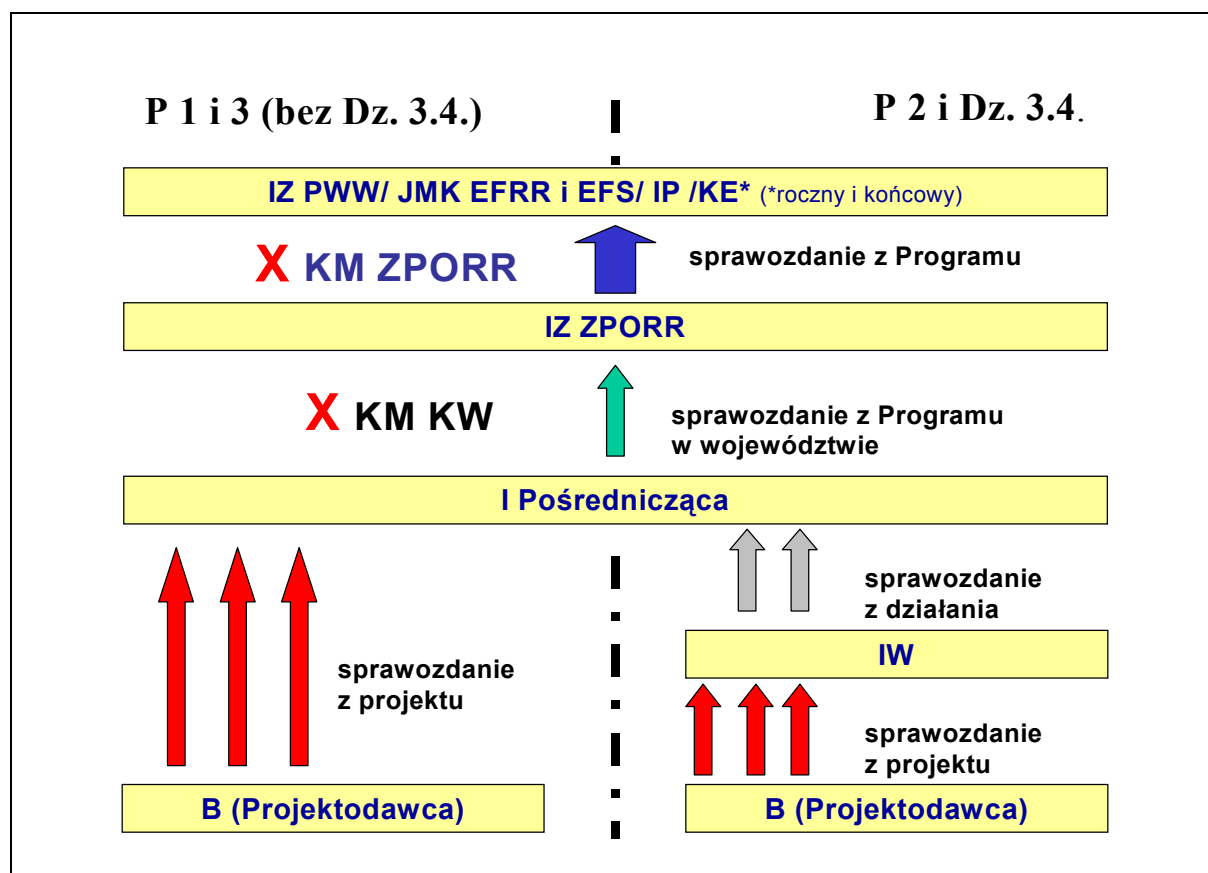 P 1 i 3 (bez Dz. 3.4.)
P 2 i Dz. 3.4.
IZ PWW/ JMK EFRR i EFS/ IP /KE* (*roczny i końcowy)
X KM ZPORR
sprawozdanie z Programu
IZ ZPORR
X KM KW
sprawozdanie z Programu
w województwie
I Pośrednicząca
sprawozdanie
z działania
IW
sprawozdanie
z projektu
sprawozdanie
z projektu
B (Projektodawca)
B (Projektodawca)